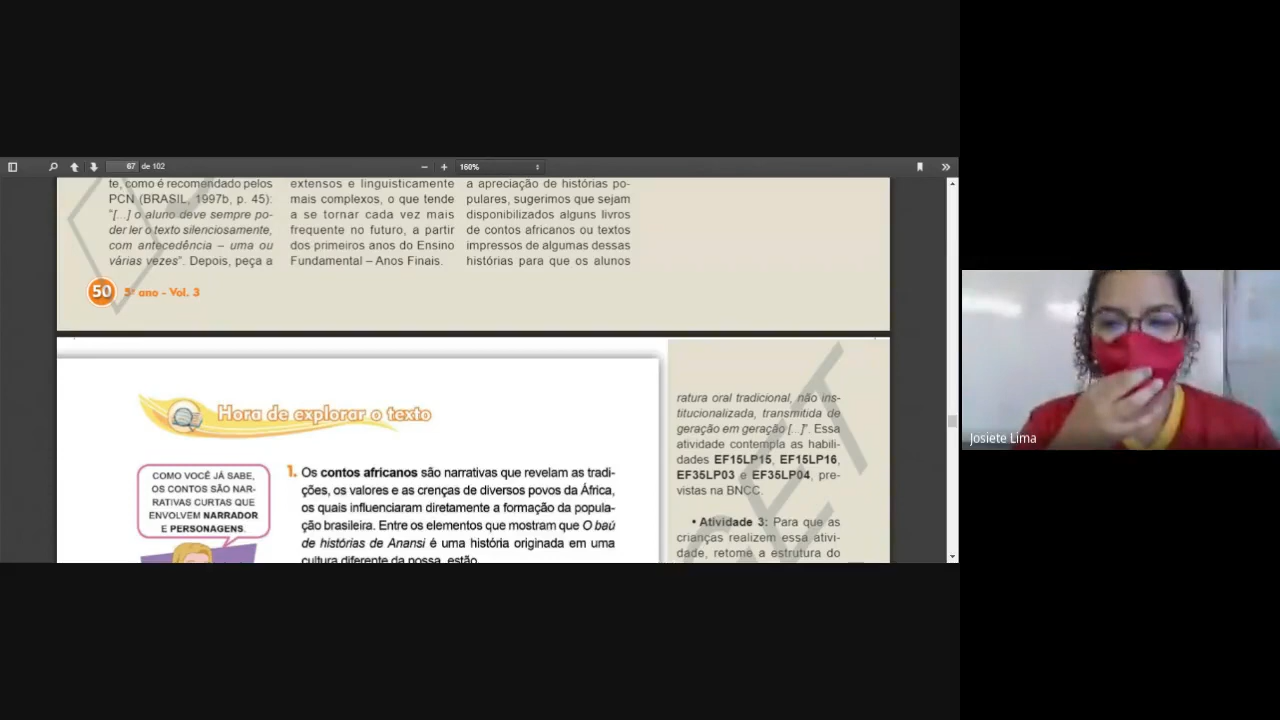 67 de 102
160%
te, como é recomendado pelos
PCN (BRASIL, 1997b, p. 45):
"[...] o aluno deve sempre po-
der ler o texto silenciosamente,
com antecedência – uma ou
várias vezes". Depois, peça a
extensos e linguisticamente
mais complexos, o que tende
a se tornar cada vez mais
frequente no futuro, a partir
dos primeiros anos do Ensino
Fundamental – Anos Finais.
a apreciação de histórias po-
pulares, sugerimos que sejam
disponibilizados alguns livros
de contos africanos ou textos
impressos de algumas dessas
histórias para que os alunos
50 5º ano - Vol. 3
Hora de explorar o texto
COMO VOCÊ JÁ SABE,
OS CONTOS SÃO NAR-
RATIVAS CURTAS QUE
ENVOLVEM NARRADOR
E PERSONAGENS.
1. Os contos africanos são narrativas que revelam as tradi-
ções, os valores e as crenças de diversos povos da África,
os quais influenciaram diretamente a formação da popula-
ção brasileira. Entre os elementos que mostram que O baú
de histórias de Anansi é uma história originada em uma
cultura diferente da nossa, estão
ratura oral tradicional, não ins-
titucionalizada, transmitida de
geração em geração [...]". Essa
atividade contempla as habili-
dades EF15LP15, EF15LP16,
EF35LP03 e EF35LP04, pre-
vistas na BNCC.
• Atividade 3: Para que as
crianças realizem essa ativi-
dade, retome a estrutura do
Josiete Lima